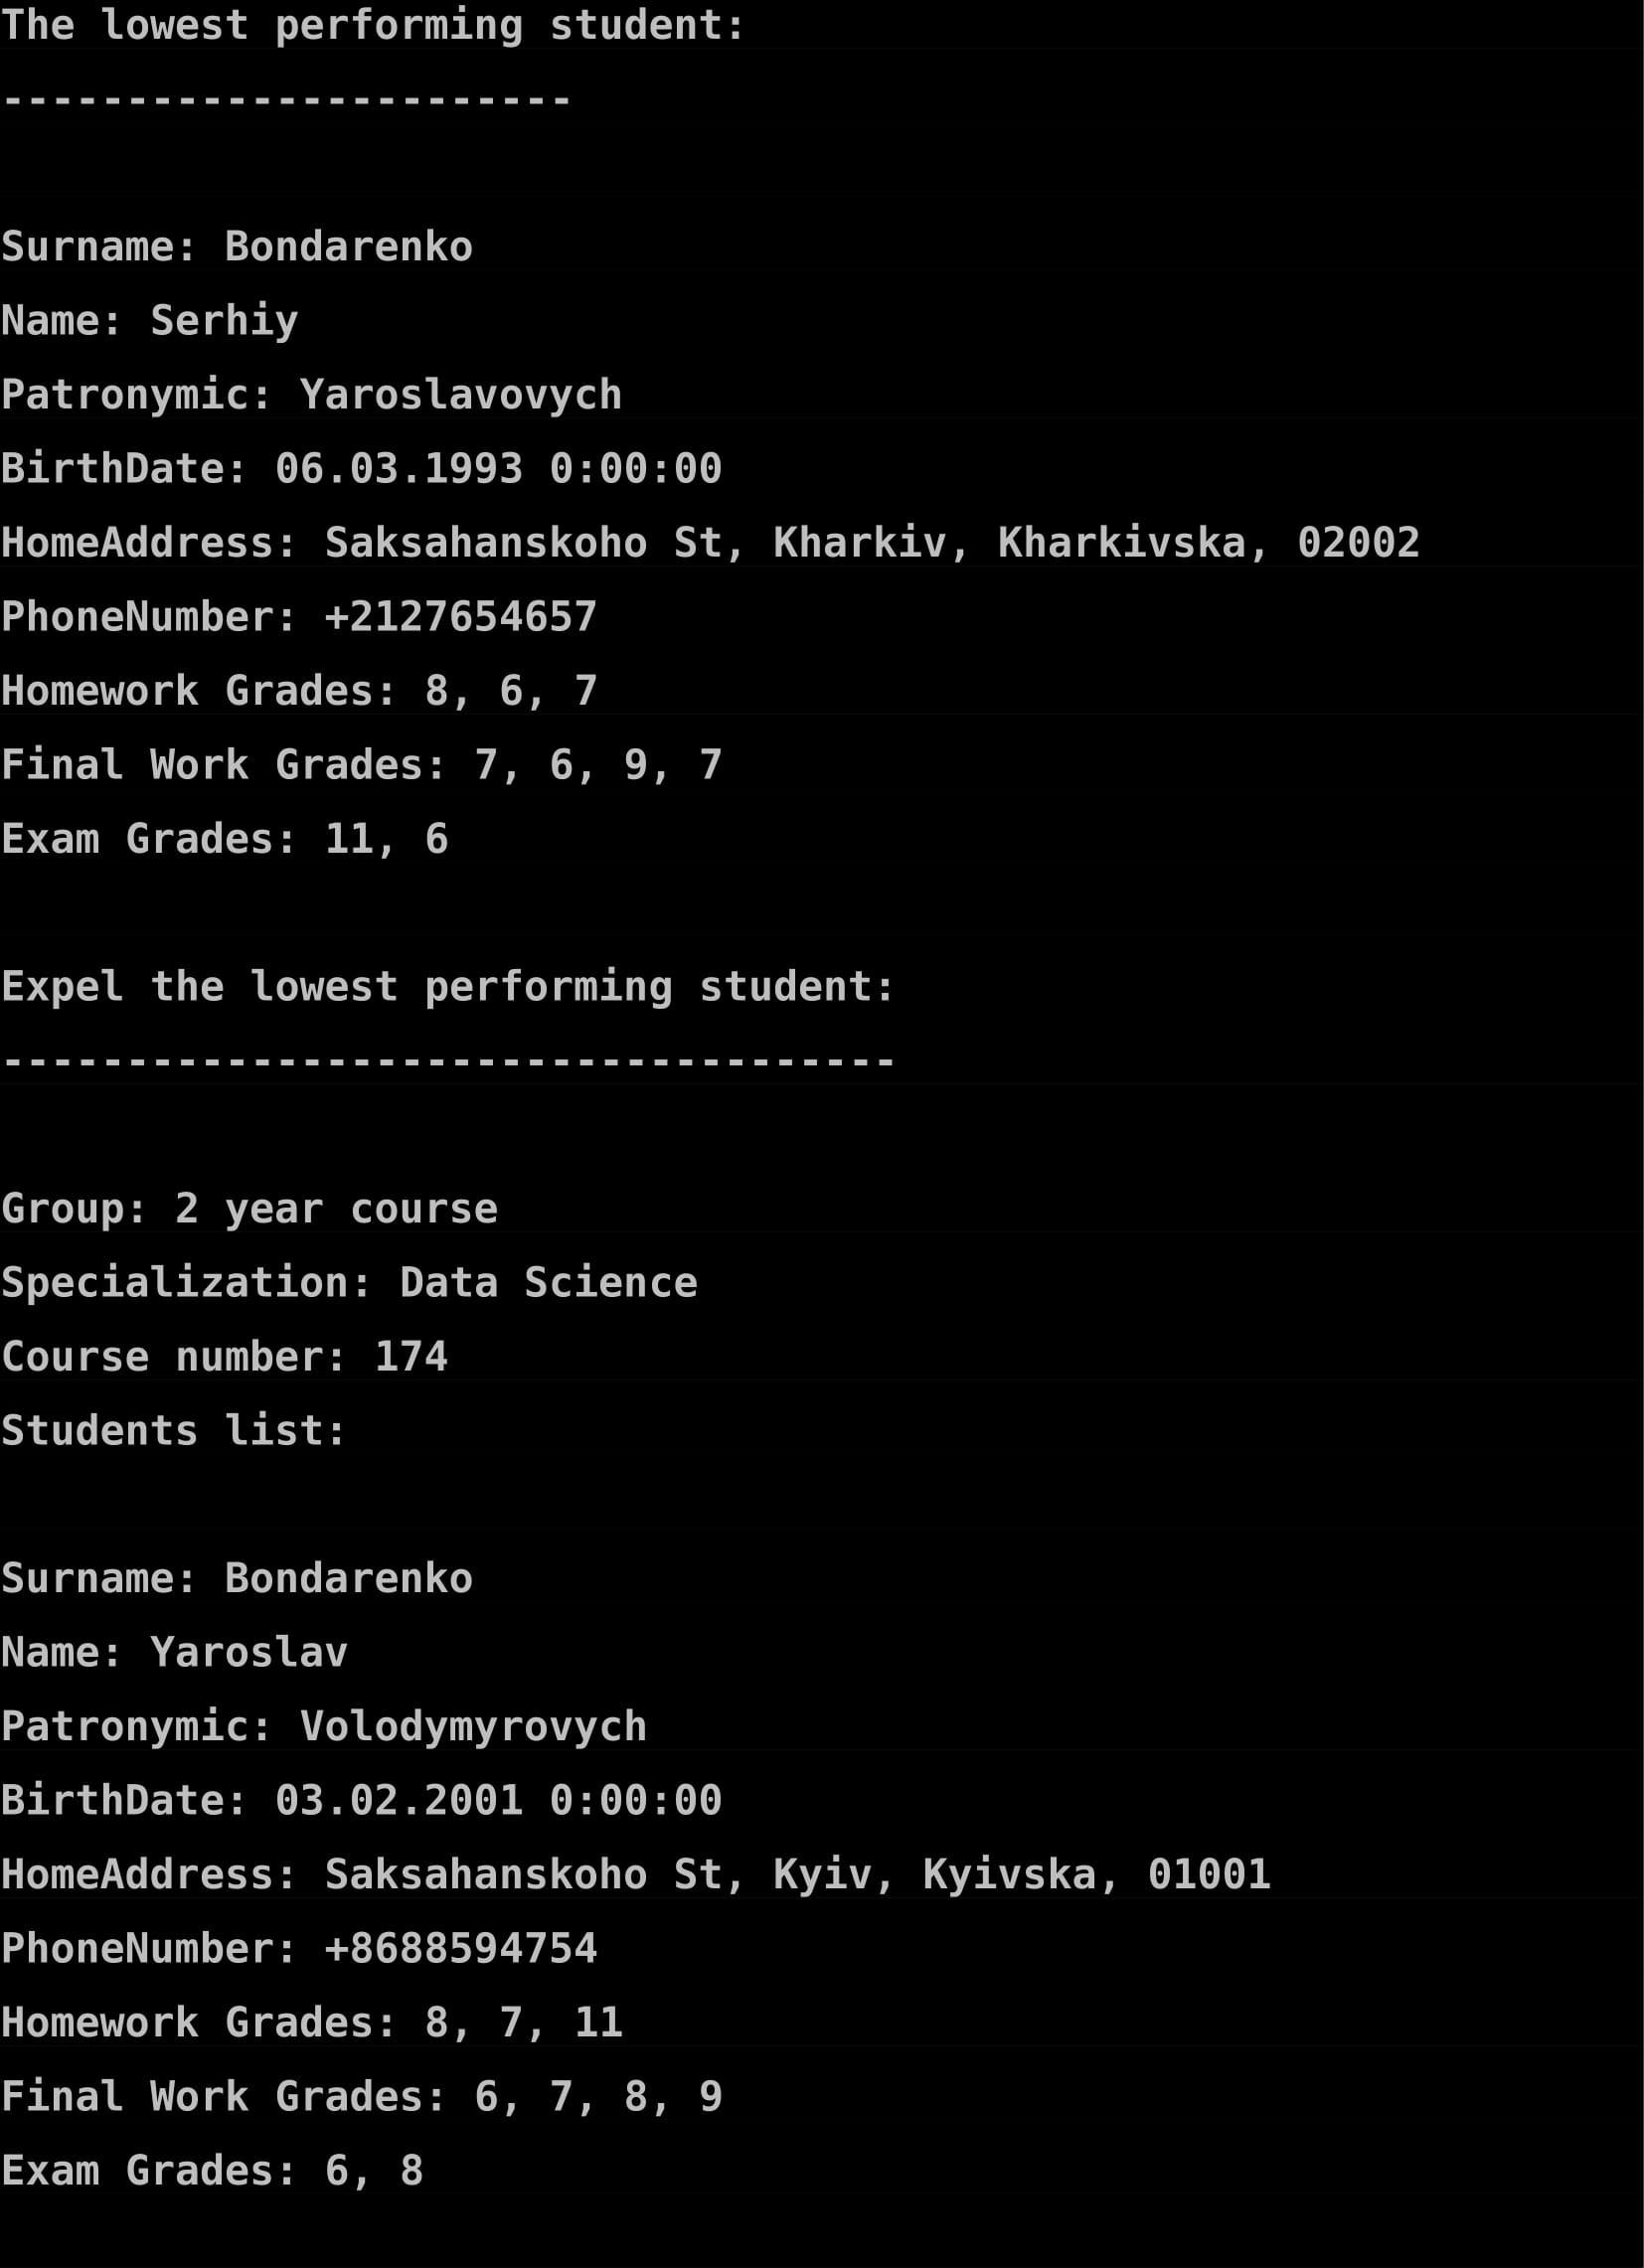 The lowest performing student:
-----------------------
Surname: Bondarenko
Name: Serhiy
Patronymic: Yaroslavovych
BirthDate: 06.03.1993 0:00:00
HomeAddress: Saksahanskoho St, Kharkiv, Kharkivska, 02002
PhoneNumber: +2127654657
Homework Grades: 8, 6, 7
Final Work Grades: 7, 6, 9, 7
Exam Grades: 11, 6
Expel the lowest performing student:
------------------------------------
Group: 2 year course
Specialization: Data Science
Course number: 174
Students list:
Surname: Bondarenko
Name: Yaroslav
Patronymic: Volodymyrovych
BirthDate: 03.02.2001 0:00:00
HomeAddress: Saksahanskoho St, Kyiv, Kyivska, 01001
PhoneNumber: +8688594754
Homework Grades: 8, 7, 11
Final Work Grades: 6, 7, 8, 9
Exam Grades: 6, 8